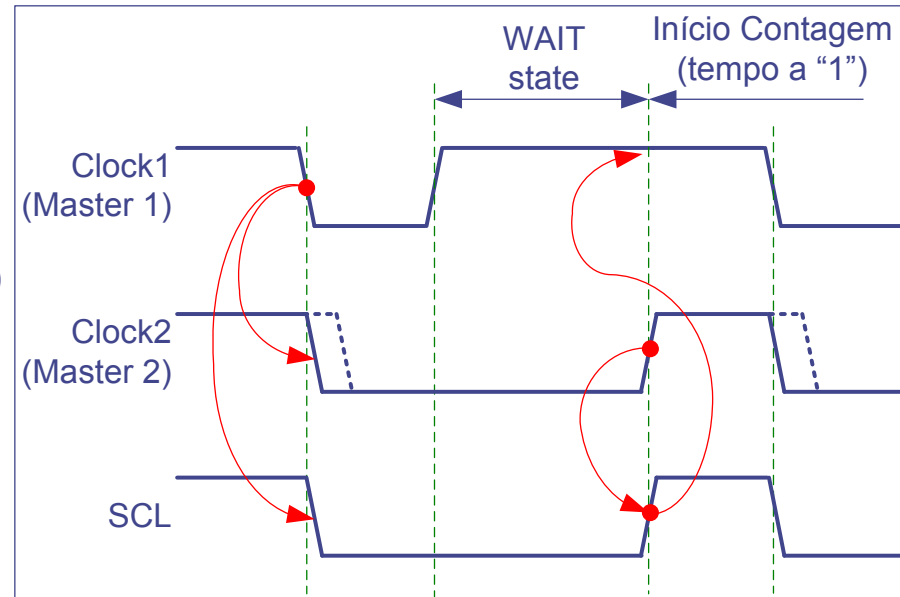 WAIT
state
Início Contagem
(tempo a “1”)
Clock1
(Master 1)
Clock2
(Master 2)
SCL